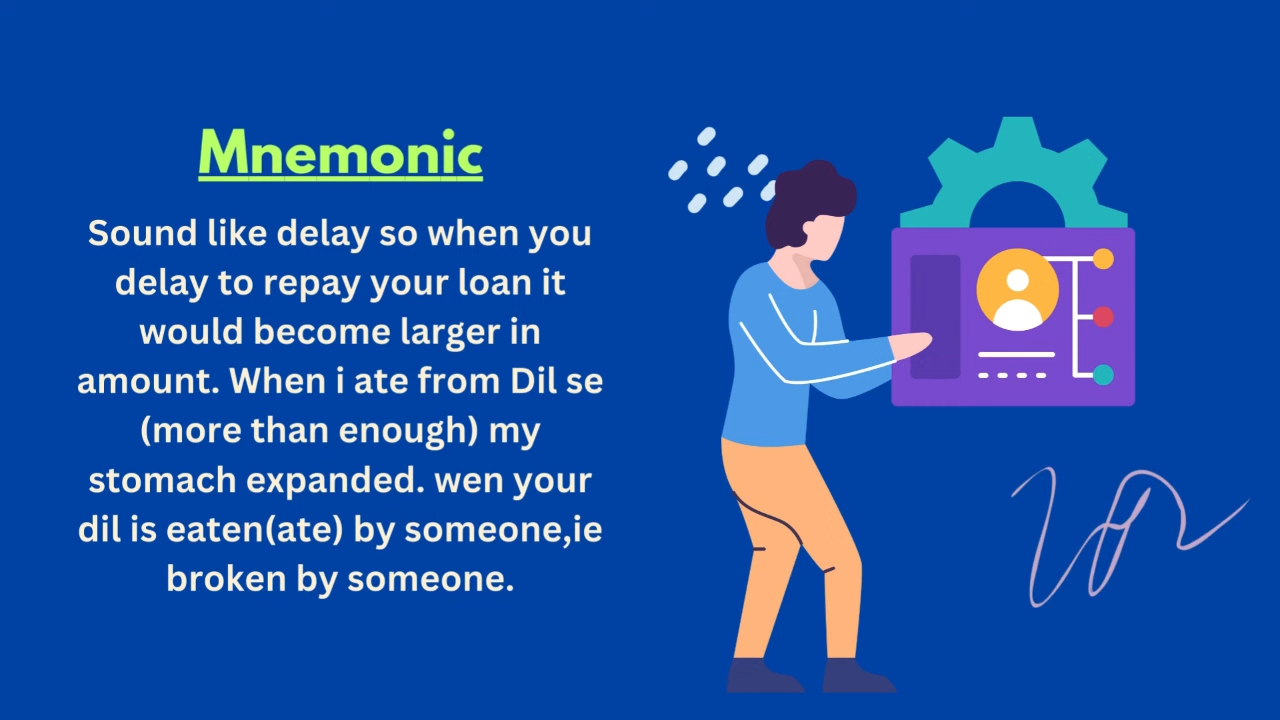 Mnemonic
Sound like delay so when you
delay to repay your loan it
would become larger in
amount. When i ate from Dil se
(more than enough) my
stomach expanded. wen your
dil is eaten(ate) by someone,ie
broken by someone.